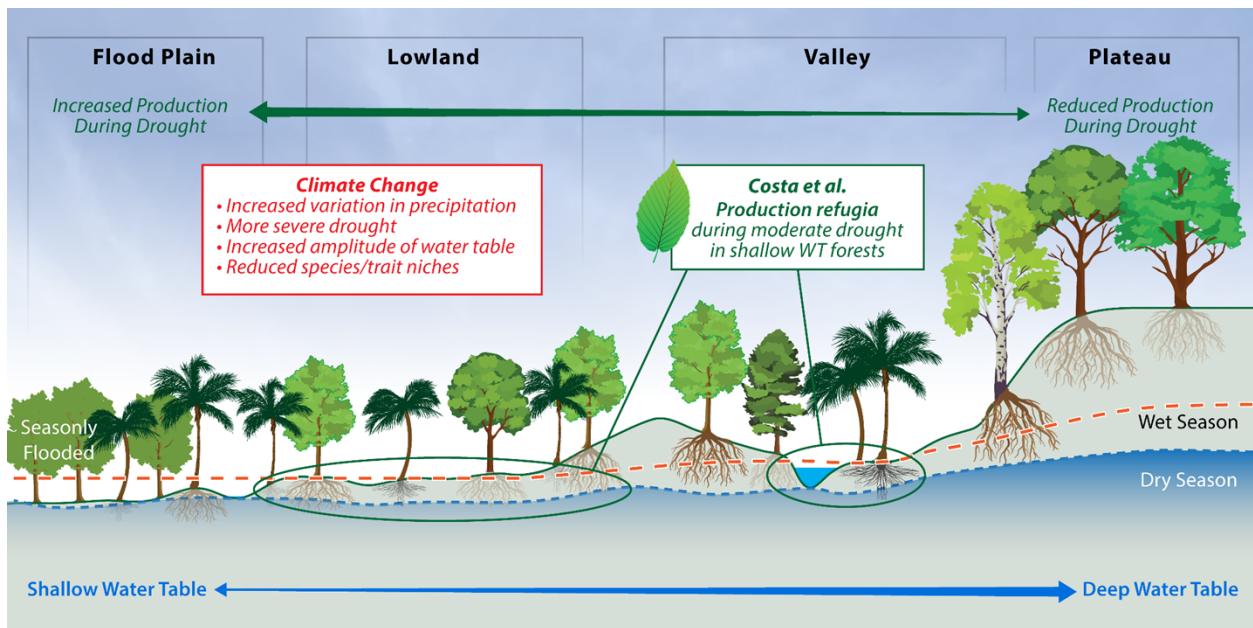 Flood Plain
Lowland
Valley
Plateau
Increased Production
During Drought
Reduced Production
During Drought
Climate Change
• Increased variation in precipitation
• More severe drought
• Increased amplitude of water table
• Reduced species/trait niches
Costa et al.
Production refugia
during moderate drought
in shallow WT forests
Seasonly
Flooded
Wet Season
Dry Season
Shallow Water Table
Deep Water Table